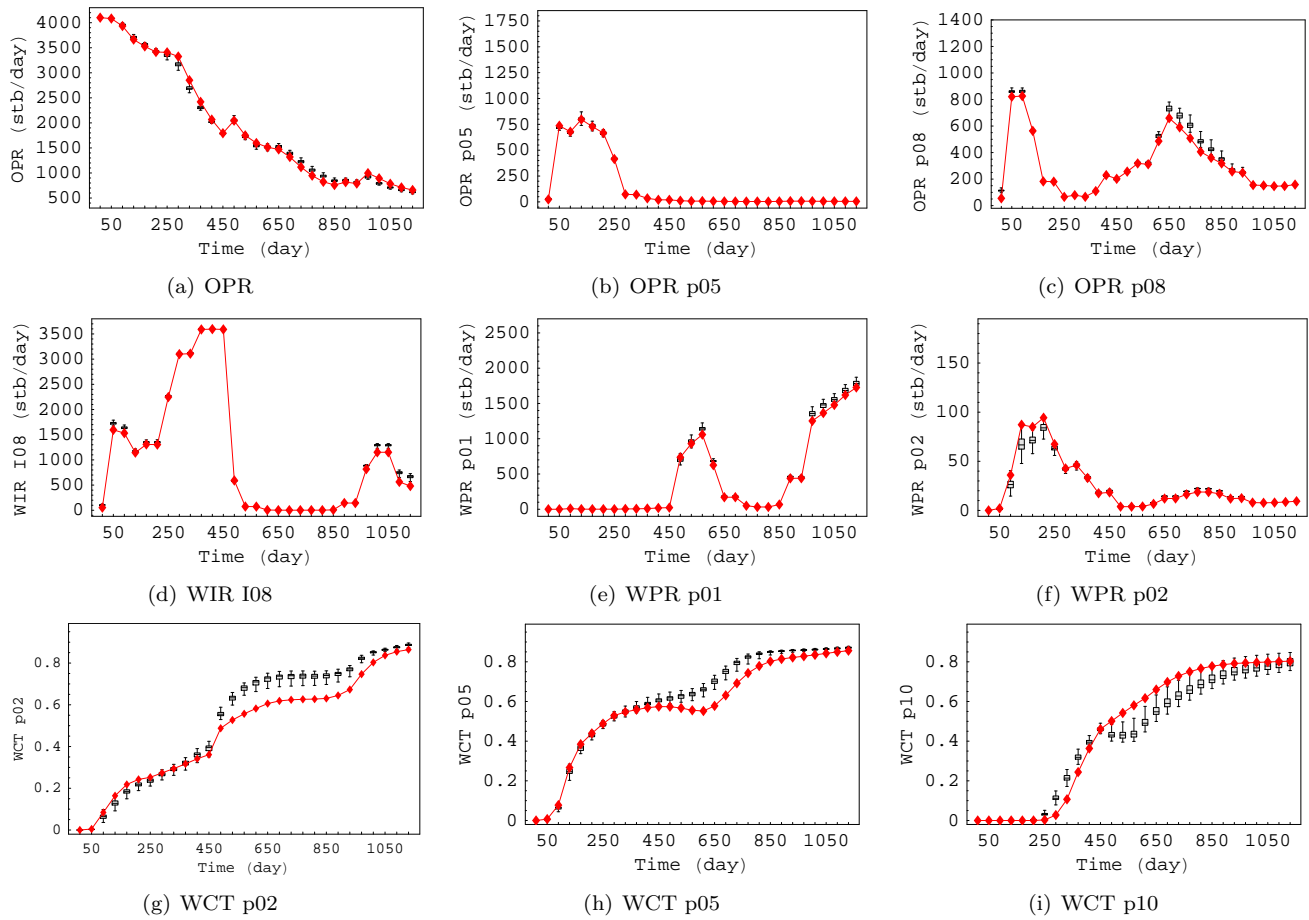 OPR (stb/day)
4000
3500
3000
2500
2000
1500
1000
500
50 250 450 650 850 1050
Time (day)
(a) OPR
OPR p05 (stb/day)
1750
1500
1250
1000
750
500
250
0
50 250 450 650 850 1050
Time (day)
(b) OPR p05
OPR p08 (stb/day)
1400
1200
1000
800
600
400
200
0
50 250 450 650 850 1050
Time (day)
(c) OPR p08
WIR I08 (stb/day)
3500
3000
2500
2000
1500
1000
500
0
50 250 450 650 850 1050
Time (day)
(d) WIR I08
WPR p01 (stb/day)
2500
2000
1500
1000
500
0
50 250 450 650 850 1050
Time (day)
(e) WPR p01
WPR p02 (stb/day)
150
100
50
0
50 250 450 650 850 1050
Time (day)
(f) WPR p02
WCT p02
0.8
0.6
0.4
0.2
0
50 250 450 650 850 1050
Time (day)
(g) WCT p02
WCT p05
0.8
0.6
0.4
0.2
0
50 250 450 650 850 1050
Time (day)
(h) WCT p05
WCT p10
0.8
0.6
0.4
0.2
0
50 250 450 650 850 1050
Time (day)
(i) WCT p10